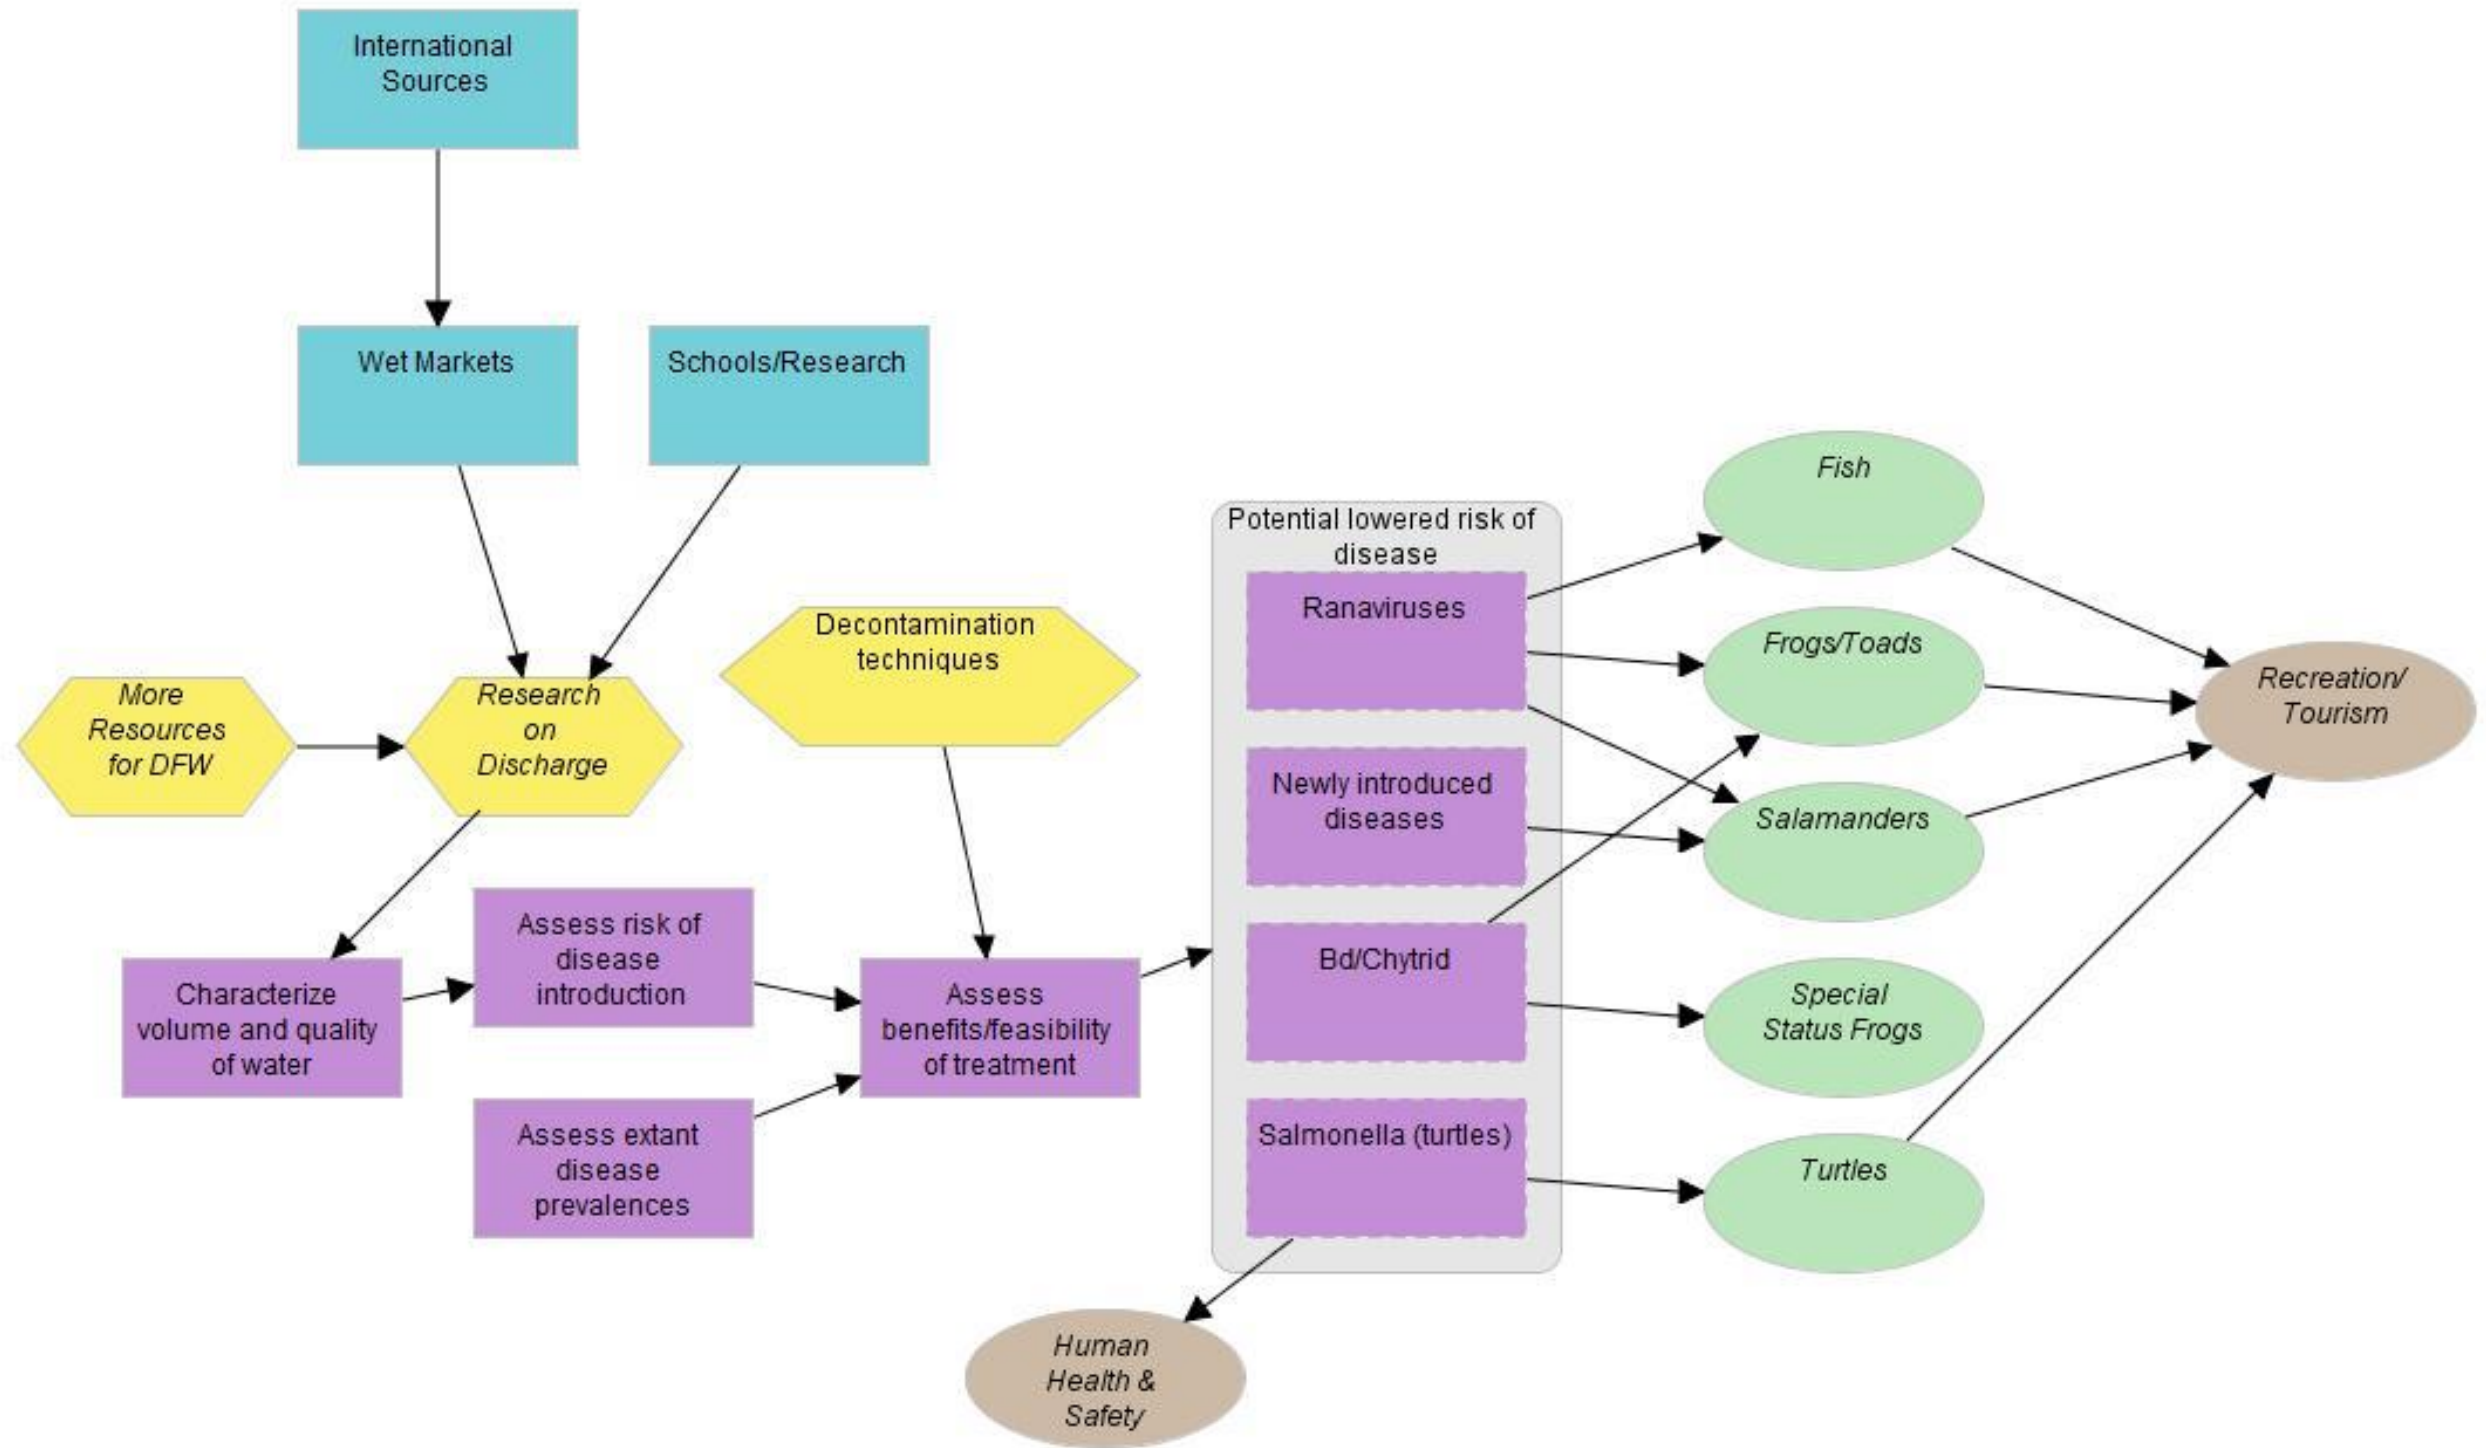 International
Sources
Wet Markets
Schools/Research
More
Resources
for DFW
Research
on
Discharge
Decontamination
techniques
Characterize
volume and quality
of water
Assess risk of
disease
introduction
Assess extant
disease
prevalences
Assess
benefits/feasibility
of treatment
Potential lowered risk of
disease
Ranaviruses
Newly introduced
diseases
Bd/Chytrid
Salmonella (turtles)
Fish
Frogs/Toads
Salamanders
Special
Status Frogs
Turtles
Recreation/
Tourism
Human
Health &
Safety